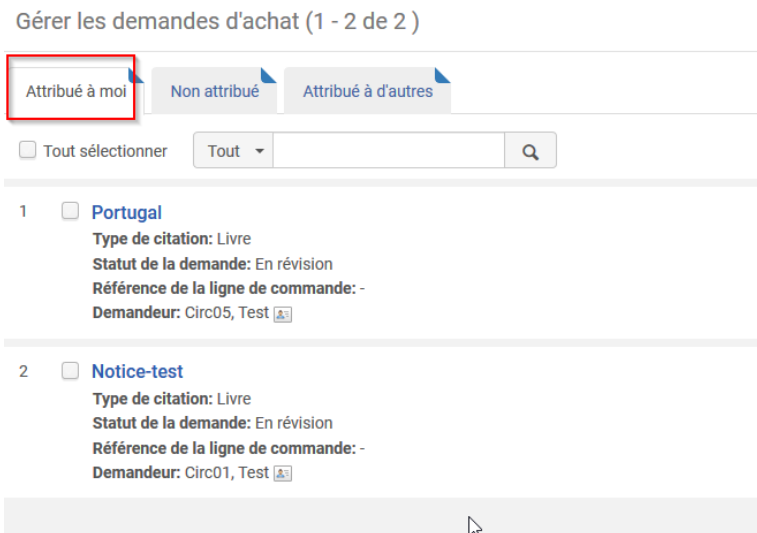 Gérer les demandes d'achat (1 - 2 de 2 )
Attribué à moi Non attribué Attribué à d'autres
Tout sélectionner Tout
1 Portugal
Type de citation: Livre
Statut de la demande: En révision
Référence de la ligne de commande: -
Demandeur: Circ05, Test
2 Notice-test
Type de citation: Livre
Statut de la demande: En révision
Référence de la ligne de commande: -
Demandeur: Circ01, Test